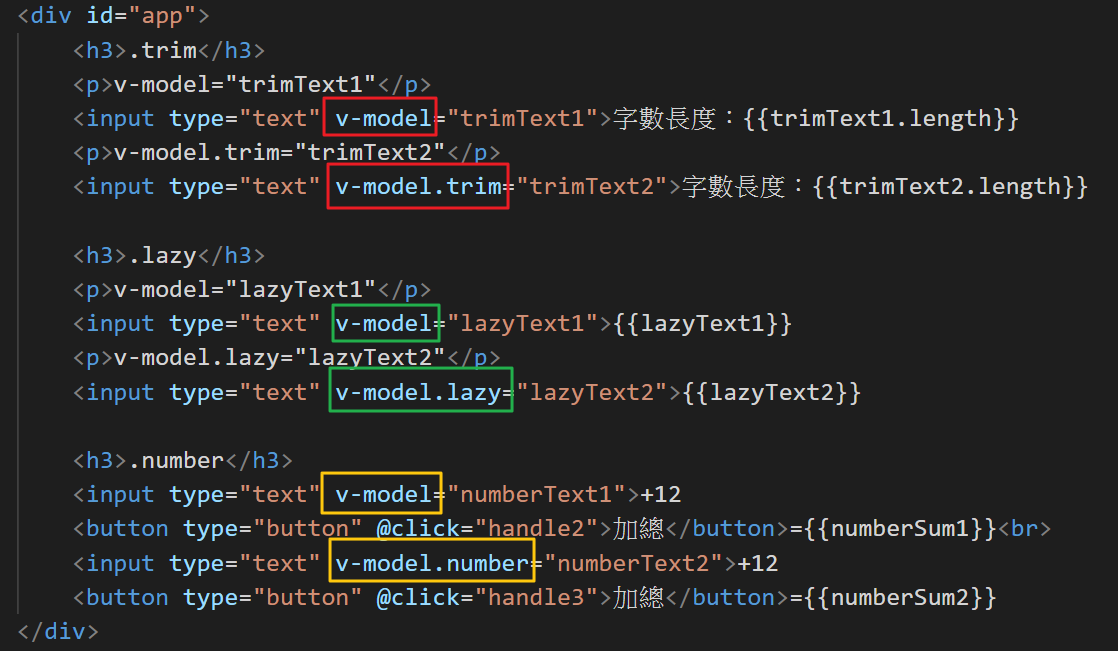 <div id="app">
<h3>.trim</h3>
<p>v-model="trimText1"</p>
<input type="text" v-model="trimText1">字數長度：{{trimText1.length}}
<p>v-model.trim="trimText2"</p>
<input type="text" v-model.trim="trimText2">字數長度：{{trimText2.length}}
<h3>.lazy</h3>
<p>v-model="lazyText1"</p>
<input type="text" v-model="lazyText1">{{lazyText1}}
<p>v-model.lazy="lazyText2"</p>
<input type="text" v-model.lazy="lazyText2">{{lazyText2}}
<h3>.number</h3>
<input type="text" v-model="numberText1">+12
<button type="button" @click="handle2">加總</button>={{numberSum1}}<br>
<input type="text" v-model.number="numberText2">+12
<button type="button" @click="handle3">加總</button>={{numberSum2}}
</div>